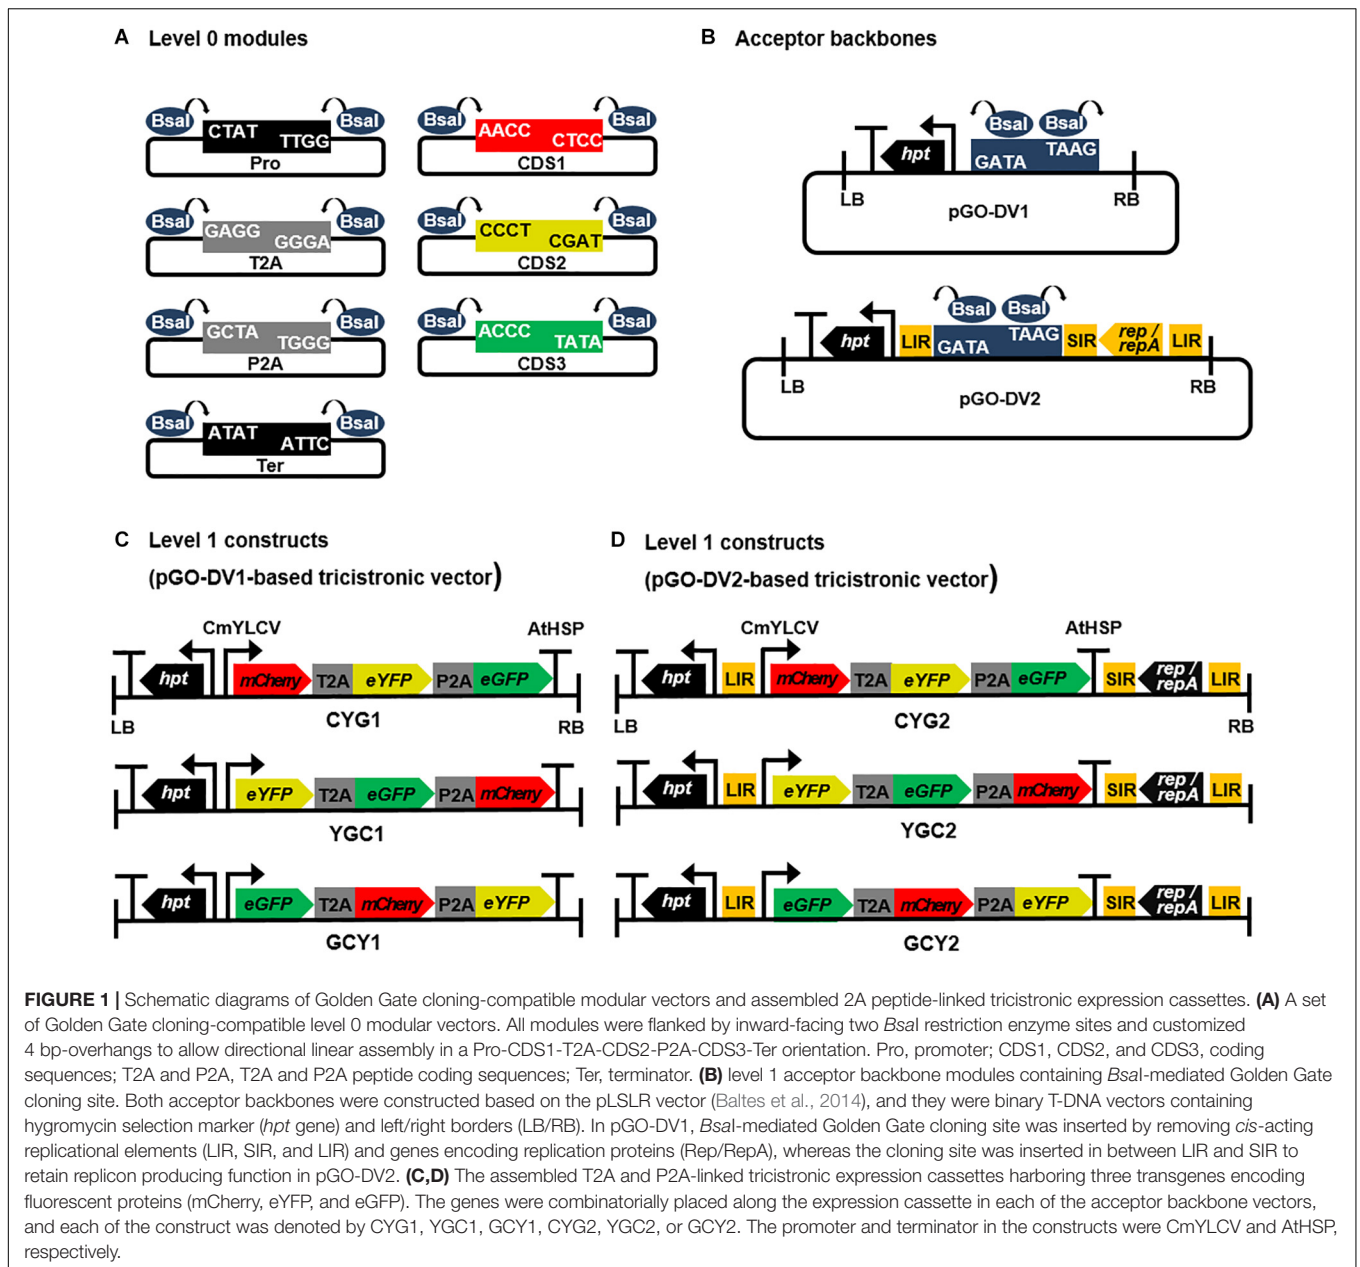 A Level 0 modules
BsaI CTAT TTGG BsaI
Pro
BsaI AACC CTCC BsaI
CDS1
BsaI GAGG GGGA BsaI
T2A
BsaI CCCT CGAT BsaI
CDS2
BsaI GCTA TGGG BsaI
P2A
BsaI ACCC TATA BsaI
CDS3
BsaI ATAT ATTC BsaI
Ter
B Acceptor backbones
BsaI BsaI
hpt GATA TAAG
LB RB
pGO-DV1
BsaI BsaI
hpt LIR GATA TAAG SIR rep / repA LIR
LB RB
pGO-DV2
C Level 1 constructs
(pGO-DV1-based tricistronic vector)
CmYLCV AtHSP
hpt mCherry T2A eYFP P2A eGFP
LB CYG1 RB
hpt eYFP T2A eGFP P2A mCherry
YGC1
hpt eGFP T2A mCherry P2A eYFP
GCY1
D Level 1 constructs
(pGO-DV2-based tricistronic vector)
CmYLCV AtHSP
hpt LIR mCherry T2A eYFP P2A eGFP SIR rep / repA LIR
LB CYG2 RB
hpt LIR eYFP T2A eGFP P2A mCherry SIR rep / repA LIR
YGC2
hpt LIR eGFP T2A mCherry P2A eYFP SIR rep / repA LIR
GCY2
FIGURE 1 | Schematic diagrams of Golden Gate cloning-compatible modular vectors and assembled 2A peptide-linked tricistronic expression cassettes. (A) A set
of Golden Gate cloning-compatible level 0 modular vectors. All modules were flanked by inward-facing two BsaI restriction enzyme sites and customized
4 bp-overhangs to allow directional linear assembly in a Pro-CDS1-T2A-CDS2-P2A-CDS3-Ter orientation. Pro, promoter; CDS1, CDS2, and CDS3, coding
sequences; T2A and P2A, T2A and P2A peptide coding sequences; Ter, terminator. (B) level 1 acceptor backbone modules containing BsaI-mediated Golden Gate
cloning site. Both acceptor backbones were constructed based on the pLSLR vector (Baltes et al., 2014), and they were binary T-DNA vectors containing
hygromycin selection marker (hpt gene) and left/right borders (LB/RB). In pGO-DV1, BsaI-mediated Golden Gate cloning site was inserted by removing cis-acting
replicational elements (LIR, SIR, and LIR) and genes encoding replication proteins (Rep/RepA), whereas the cloning site was inserted in between LIR and SIR to
retain replicon producing function in pGO-DV2. (C,D) The assembled T2A and P2A-linked tricistronic expression cassettes harboring three transgenes encoding
fluorescent proteins (mCherry, eYFP, and eGFP). The genes were combinatorially placed along the expression cassette in each of the acceptor backbone vectors,
and each of the construct was denoted by CYG1, YGC1, GCY1, CYG2, YGC2, or GCY2. The promoter and terminator in the constructs were CmYLCV and AtHSP,
respectively.